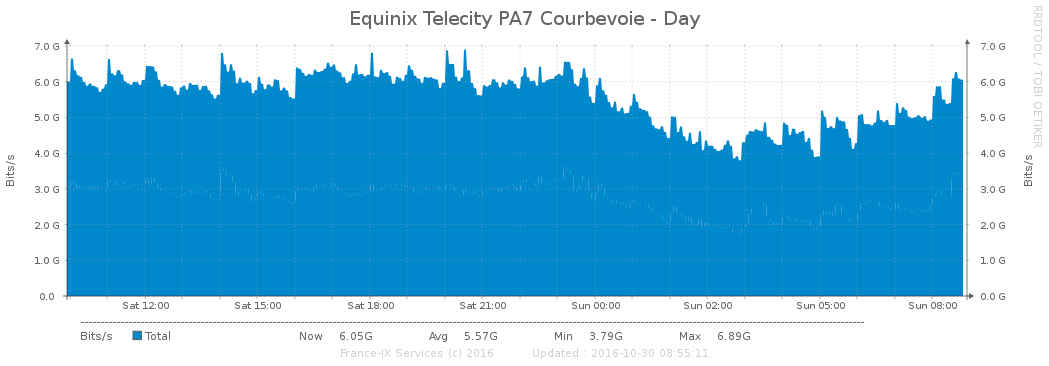 Equinix Telecity PA7 Courbevoie - Day
RRDTOOL / TOBI OETIKER
Bits/s
7.0 G
6.0 G
5.0 G
4.0 G
3.0 G
2.0 G
1.0 G
0.0
7.0 G
6.0 G
5.0 G
4.0 G
3.0 G
2.0 G
1.0 G
0.0 G
Bits/s
Sat 12:00 Sat 15:00 Sat 18:00 Sat 21:00 Sun 00:00 Sun 02:00 Sun 05:00 Sun 08:00
Bits/s Total Now 6.05G Avg 5.57G Min 3.79G Max 6.89G
France-IX Services (c) 2016 Updated : 2016-10-30 08:55:11